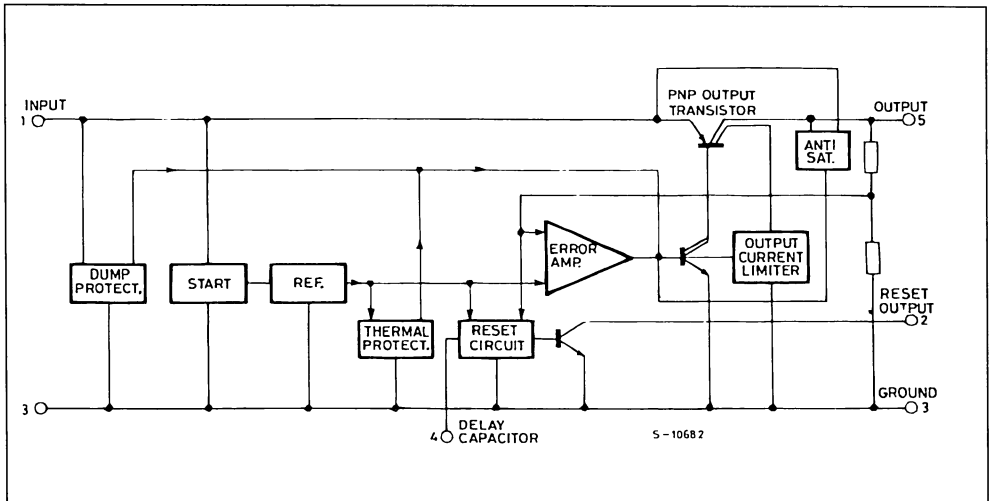 INPUT
1
PNP OUTPUT
TRANSISTOR
OUTPUT
5
ANTI
SAT.
ERROR
AMP.
OUTPUT
CURRENT
LIMITER
DUMP
PROTECT.
START
REF.
THERMAL
PROTECT.
RESET
CIRCUIT
RESET
OUTPUT
2
3
GROUND
3
4
DELAY
CAPACITOR
S-10682